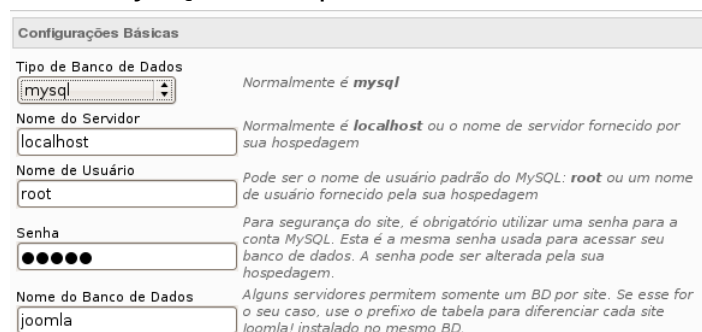 Configurações Básicas
Tipo de Banco de Dados
mysql
Normalmente é mysql
Nome do Servidor
localhost
Normalmente é localhost ou o nome de servidor fornecido por
sua hospedagem
Nome de Usuário
root
Pode ser o nome de usuário padrão do MySQL: root ou um nome
de usuário fornecido pela sua hospedagem
Senha
●●●●●
Para segurança do site, é obrigatório utilizar uma senha para a
conta MySQL. Esta é a mesma senha usada para acessar seu
banco de dados. A senha pode ser alterada pela sua
hospedagem.
Nome do Banco de Dados
joomla
Alguns servidores permitem somente um BD por site. Se esse for
o seu caso, use o prefixo de tabela para diferenciar cada site
Joomla! instalado no mesmo BD.